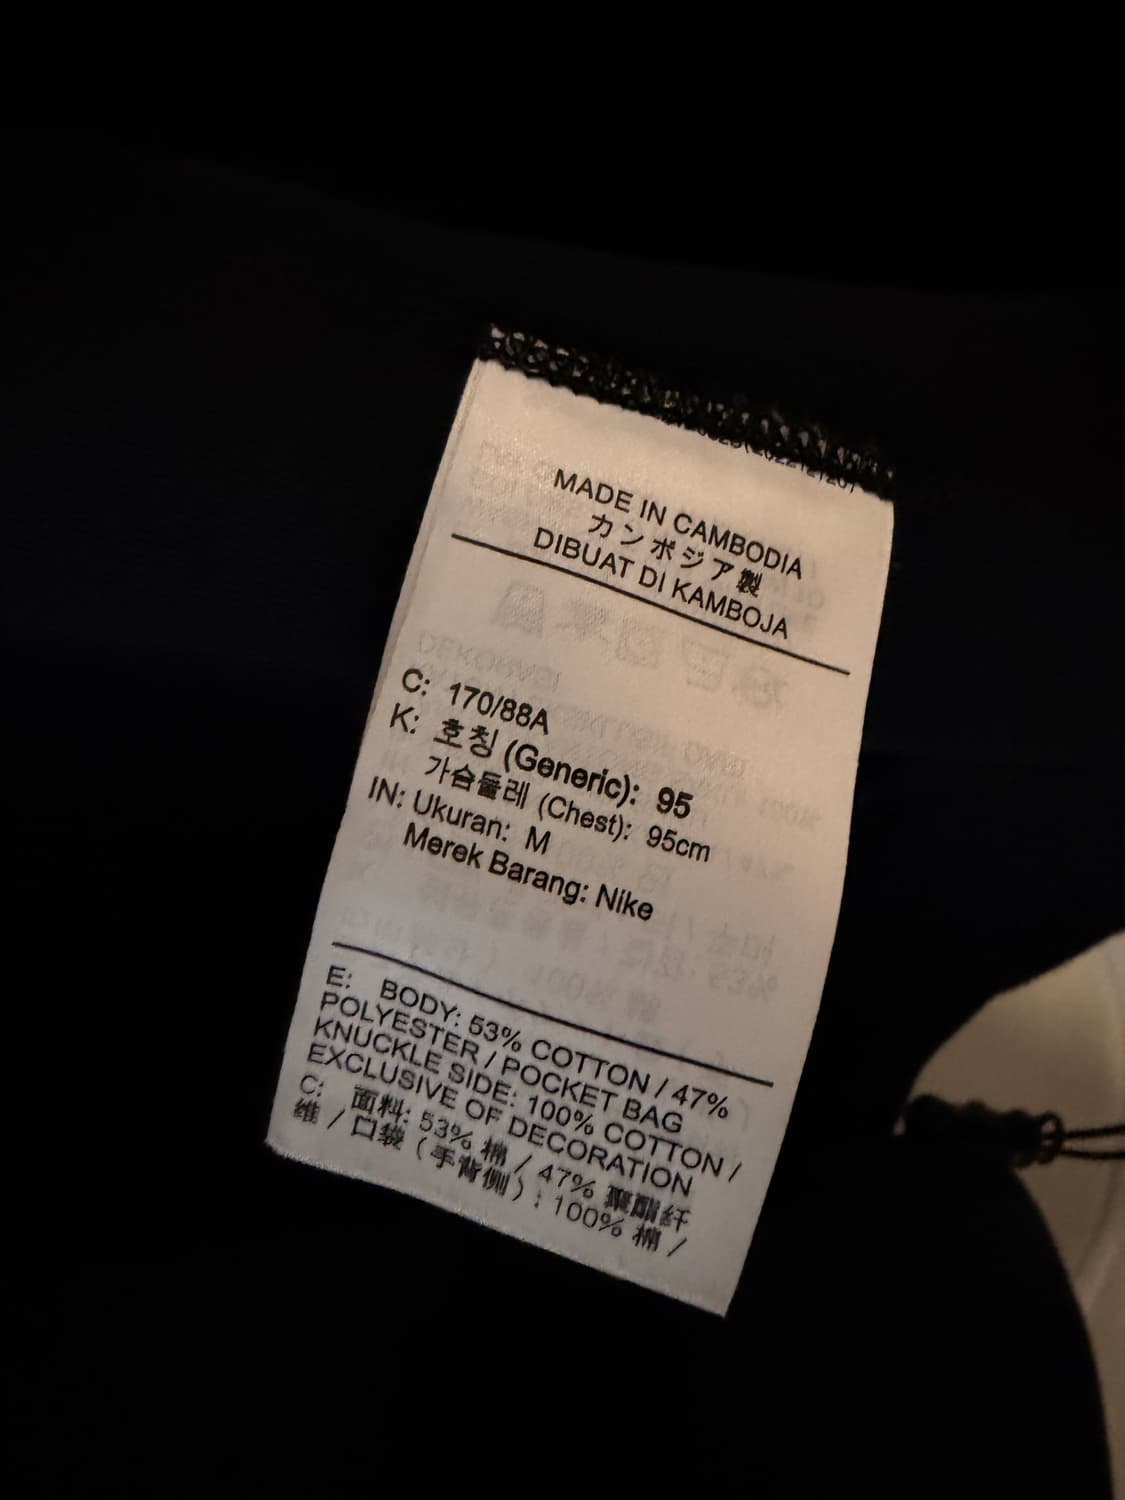 MADE IN CAMBODIA
カンボジア製
DIBUAT DI KAMBOJA
C: 170/88A
K: 호칭 (Generic): 95
가슴둘레 (Chest): 95cm
IN: Ukuran: M
Merek Barang: Nike
E: BODY: 53% COTTON / 47%
POLYESTER / POCKET BAG
KNUCKLE SIDE: 100% COTTON /
EXCLUSIVE OF DECORATION
C: 面料: 53% 棉 / 47% 聚酯纤
维 / 口袋 (手背侧) : 100% 棉 /